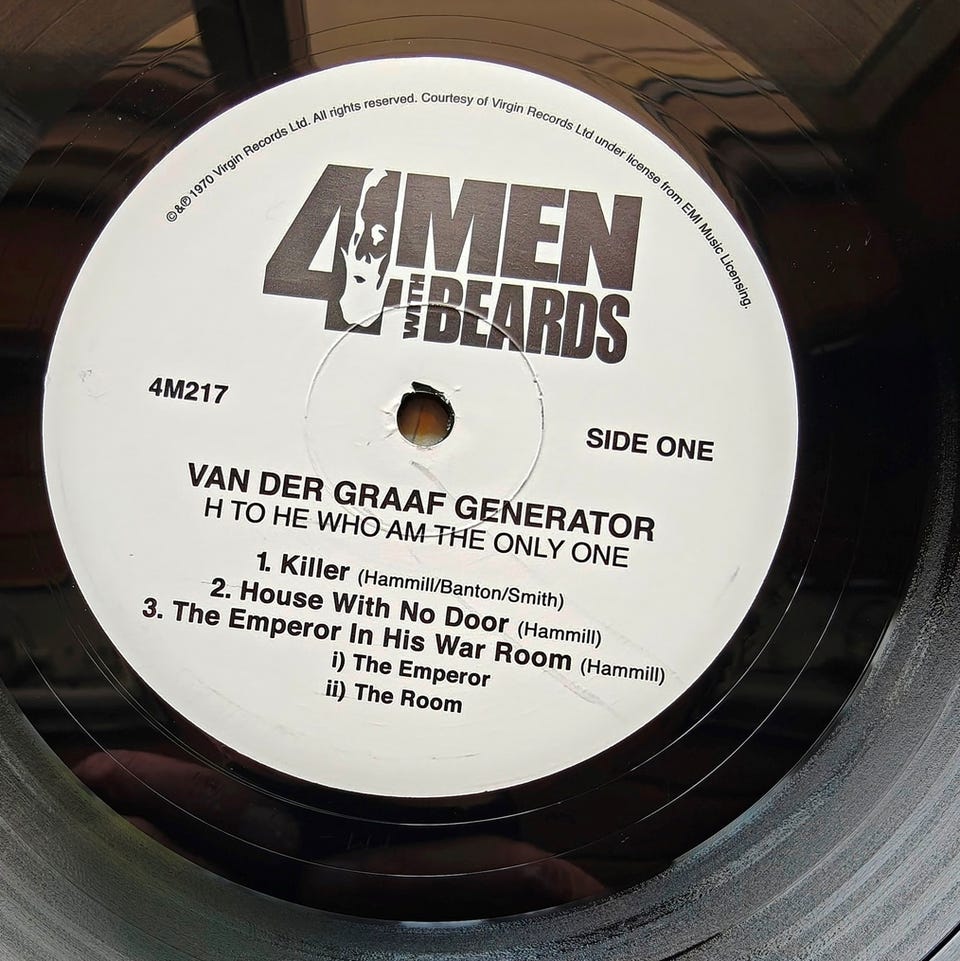 ©&℗ 1970 Virgin Records Ltd. All rights reserved. Courtesy of Virgin Records Ltd under license from EMI Music Licensing.
4 MEN
WITH BEARDS
4M217
SIDE ONE
VAN DER GRAAF GENERATOR
H TO HE WHO AM THE ONLY ONE
1. Killer (Hammill/Banton/Smith)
2. House With No Door (Hammill)
3. The Emperor In His War Room (Hammill)
i) The Emperor
ii) The Room